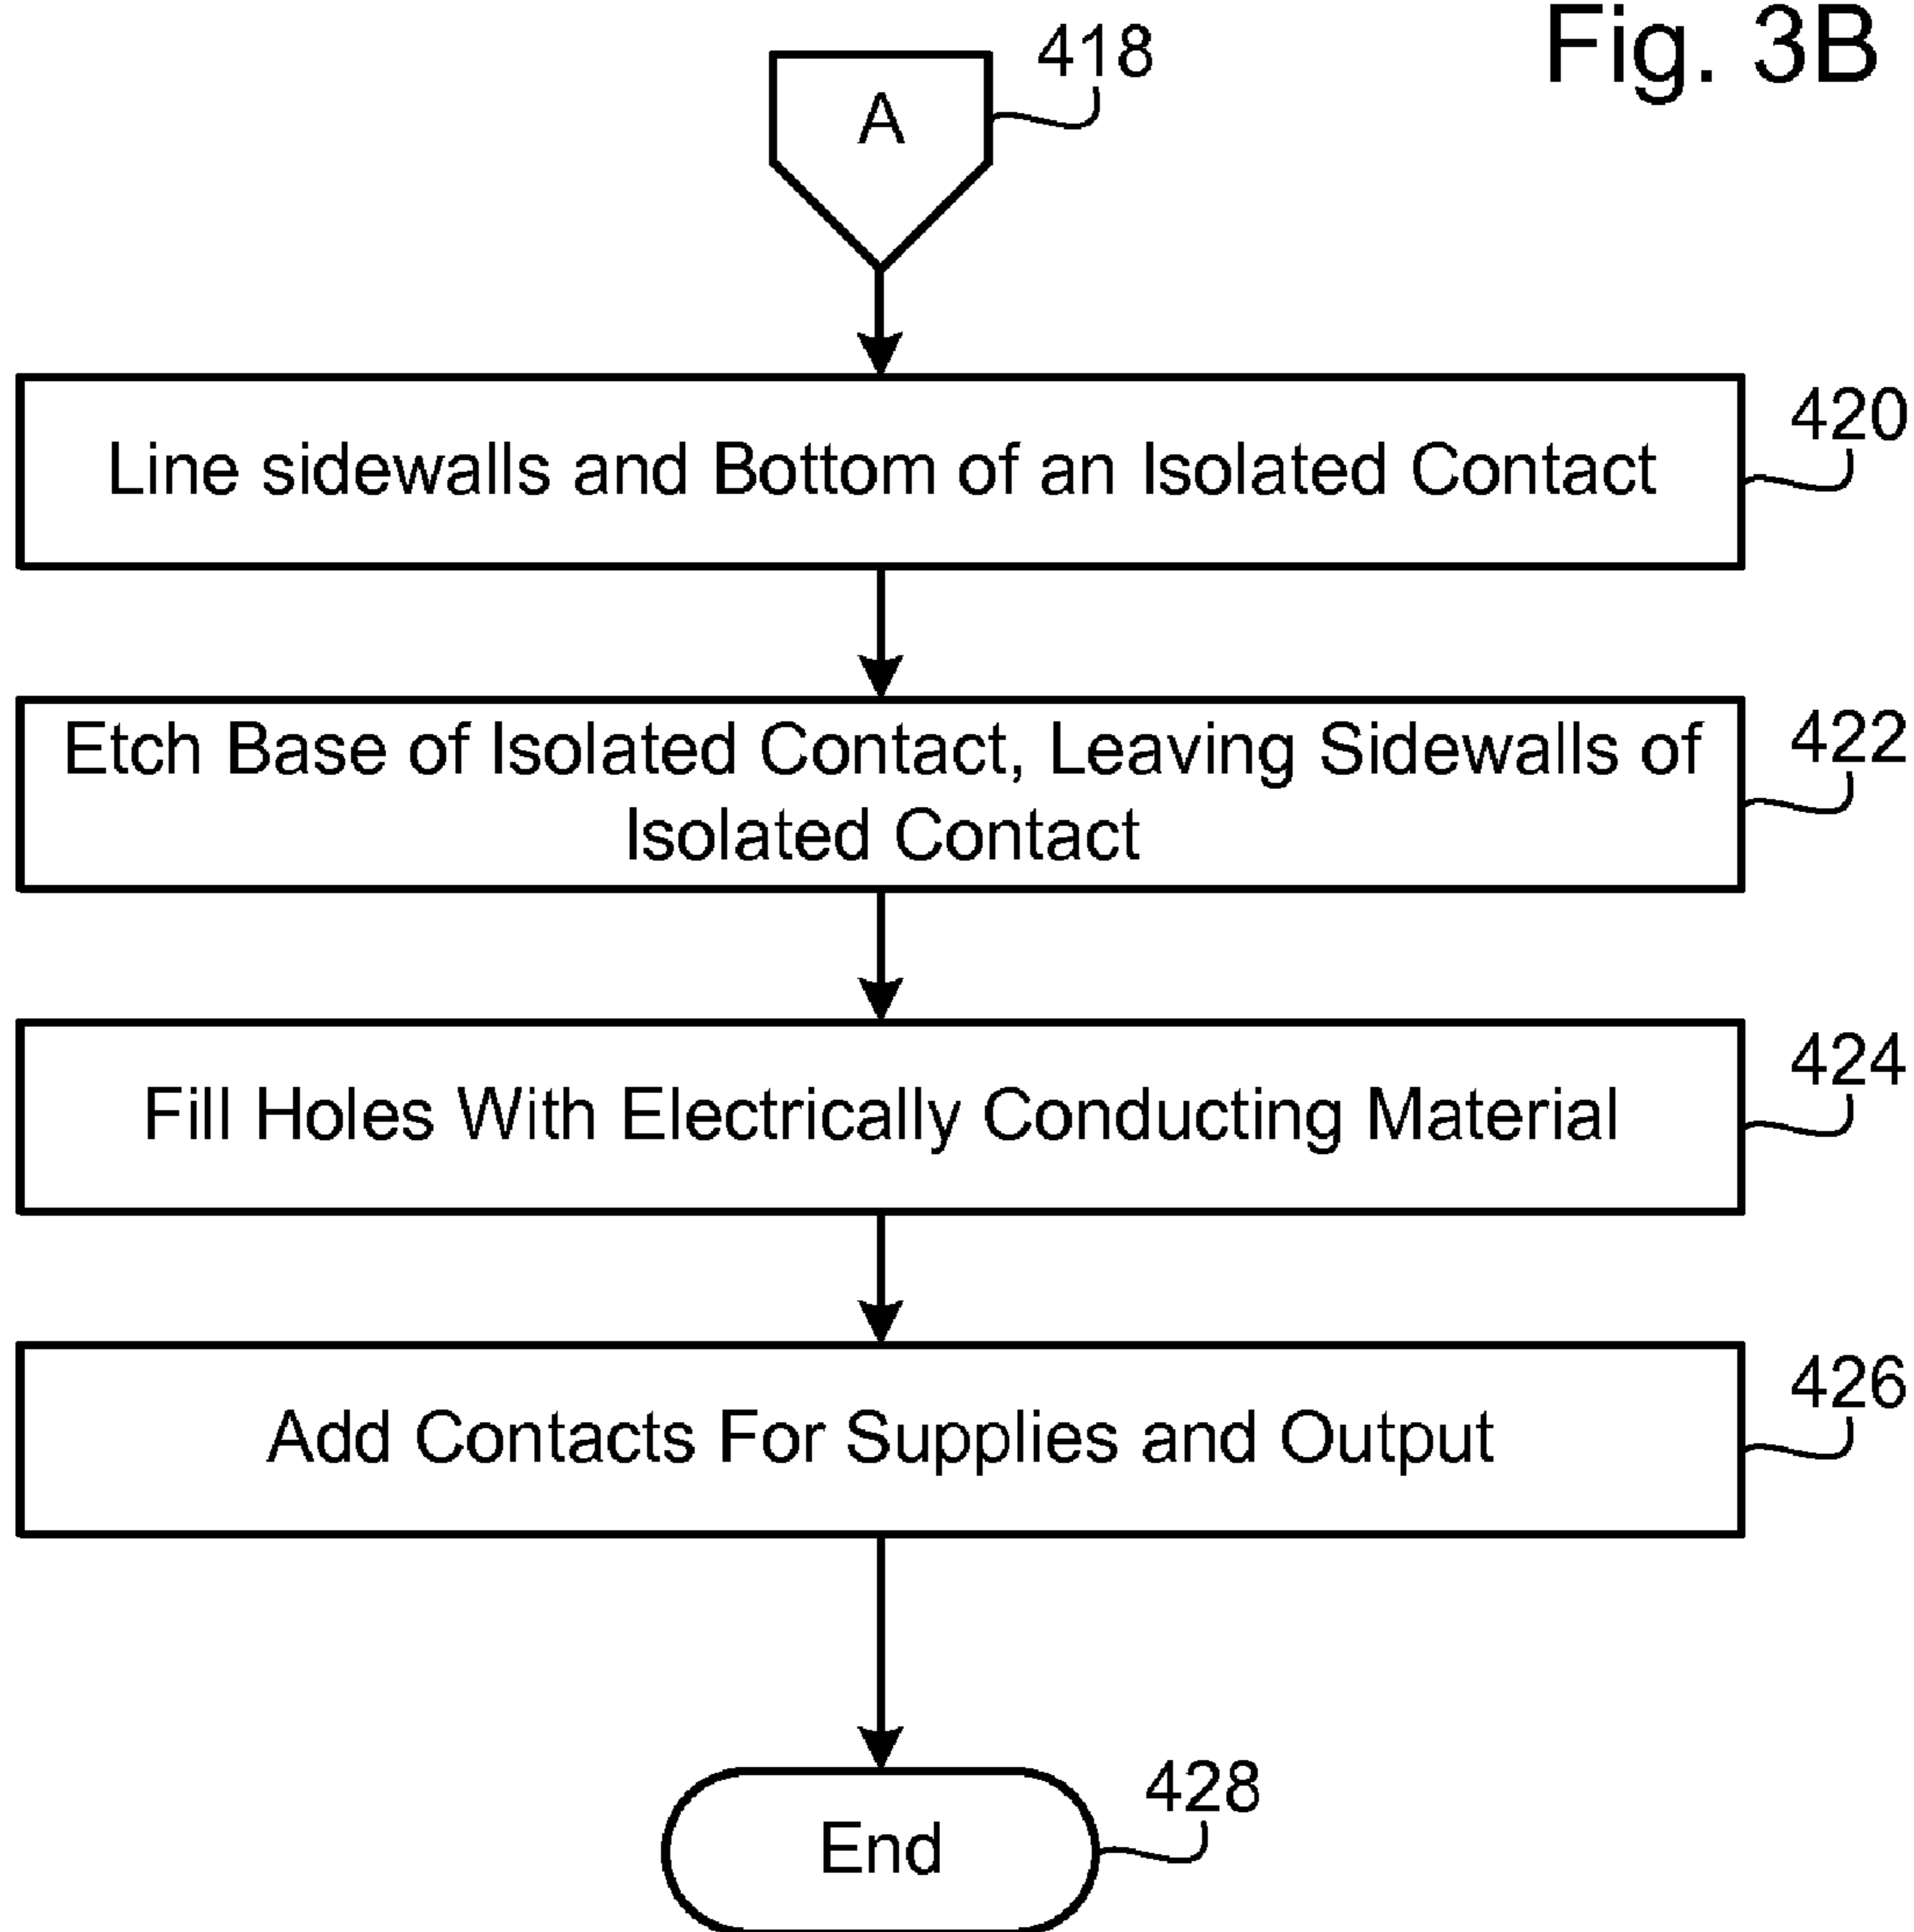 Fig. 3B
418
A
420
Line sidewalls and Bottom of an Isolated Contact
422
Etch Base of Isolated Contact, Leaving Sidewalls of
Isolated Contact
424
Fill Holes With Electrically Conducting Material
426
Add Contacts For Supplies and Output
428
End